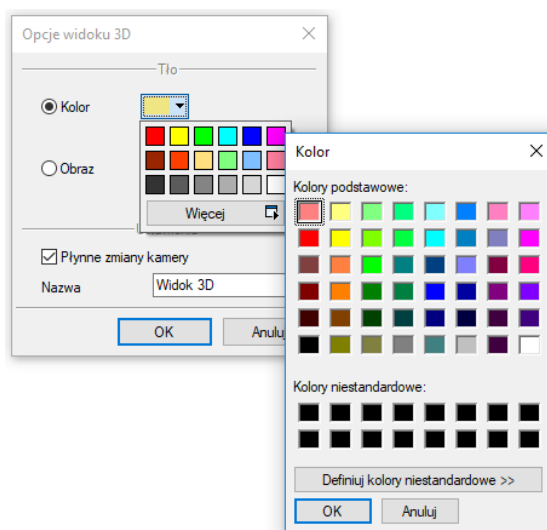 Opcje widoku 3D
Tło
Kolor
Obraz
Więcej
Płynne zmiany kamery
Nazwa
Widok 3D
OK
Anuluj
Kolor
Kolory podstawowe:
Kolory niestandardowe:
Definiuj kolory niestandardowe >>
OK
Anuluj